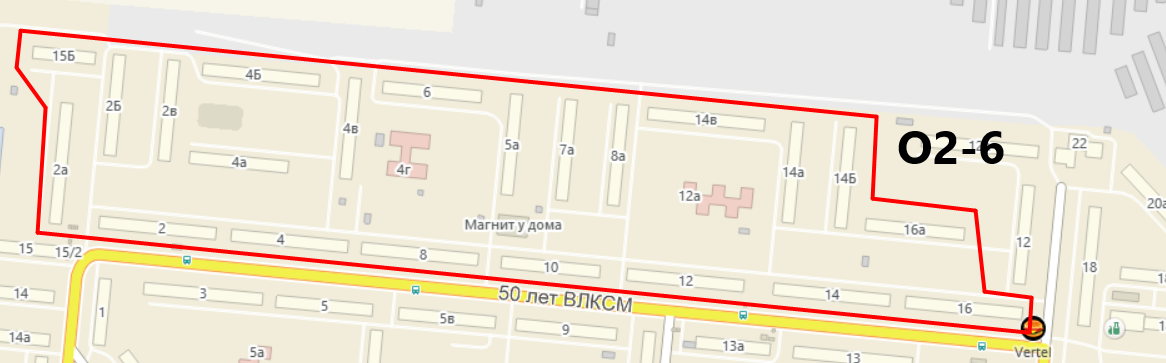 15Б
4Б
6
14в
О2-6
22
2Б
2в
4в
5а
7а
8а
14а
14Б
4а
4г
12а
2а
20а
2
4
8
Магнит у дома
16а
12
15
15/2
10
12
14
16
18
14
3
5
5в
9
50 лет ВЛКСМ
1
14а
5а
13а
13
Vertel